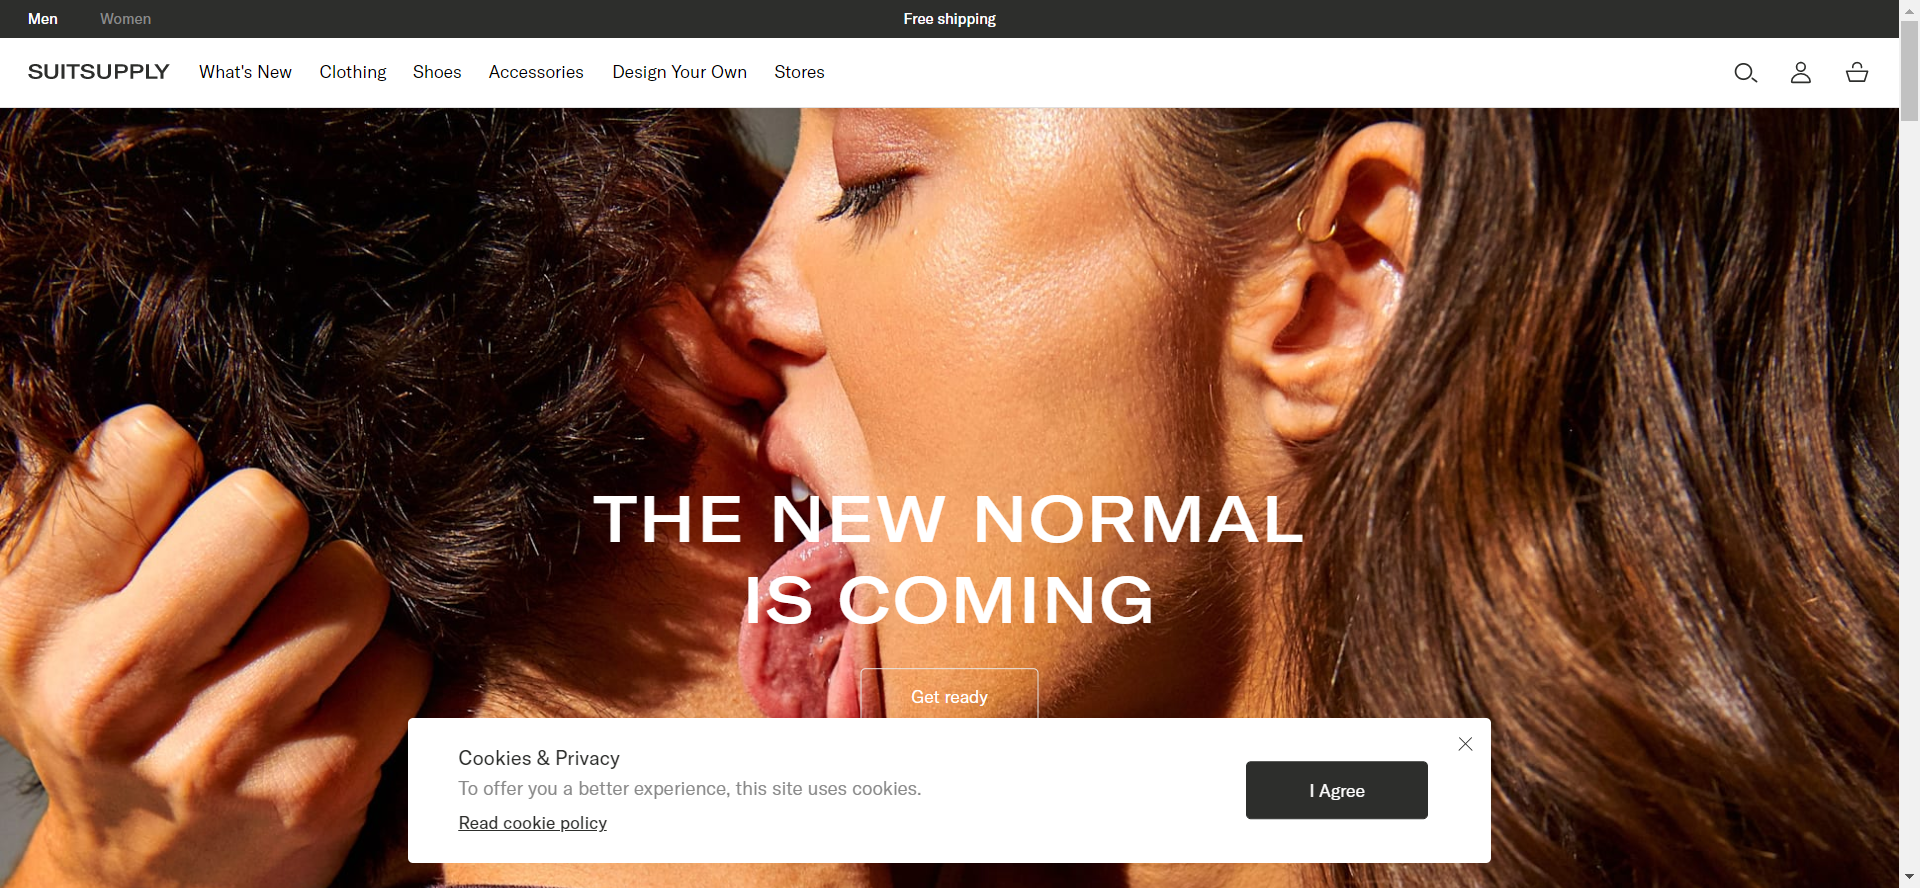 Men Women Free shipping
SUITSUPPLY What's New Clothing Shoes Accessories Design Your Own Stores
THE NEW NORMAL
IS COMING
Get ready
Cookies & Privacy
To offer you a better experience, this site uses cookies.
Read cookie policy
I Agree